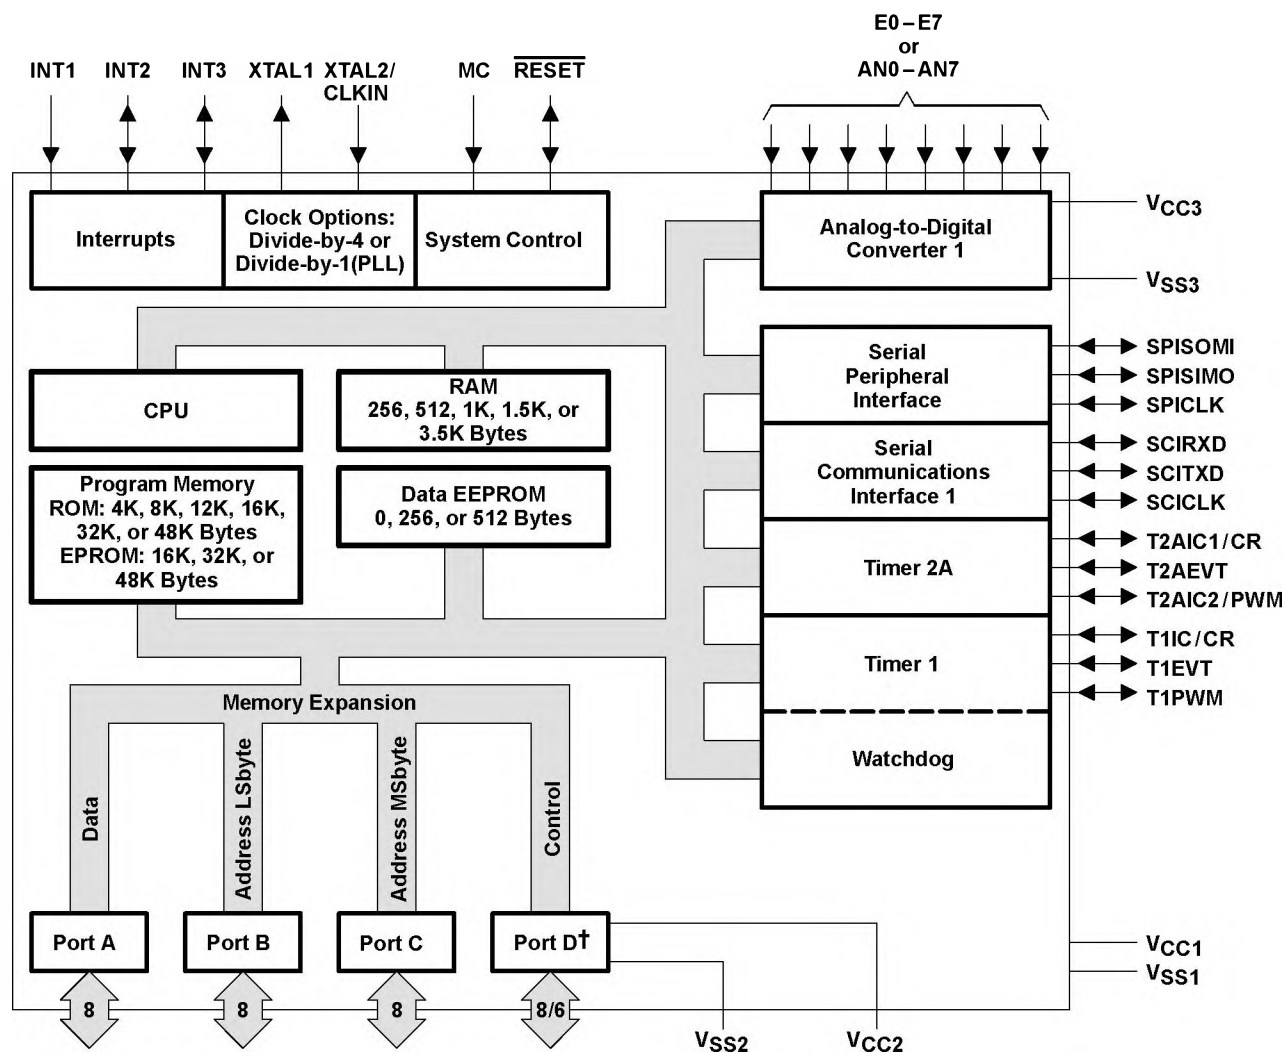 E0 – E7
or
AN0 – AN7
INT1 INT2 INT3 XTAL1 XTAL2/
CLKIN
MC RESET
VCC3
VSS3
Interrupts
Clock Options:
Divide-by-4 or
Divide-by-1(PLL)
System Control
Analog-to-Digital
Converter 1
CPU
RAM
256, 512, 1K, 1.5K, or
3.5K Bytes
Serial
Peripheral
Interface
SPISOMI
SPISIMO
SPICLK
Program Memory
ROM: 4K, 8K, 12K, 16K,
32K, or 48K Bytes
EPROM: 16K, 32K, or
48K Bytes
Data EEPROM
0, 256, or 512 Bytes
Serial
Communications
Interface 1
SCIRXD
SCITXD
SCICLK
Timer 2A
T2AIC1/CR
T2AEVT
T2AIC2/PWM
Timer 1
T1IC/CR
T1EVT
T1PWM
Watchdog
Memory Expansion
Data
Address LSbyte
Address MSbyte
Control
Port A
Port B
Port C
Port D†
8
8
8
8/6
VSS2
VCC2
VCC1
VSS1